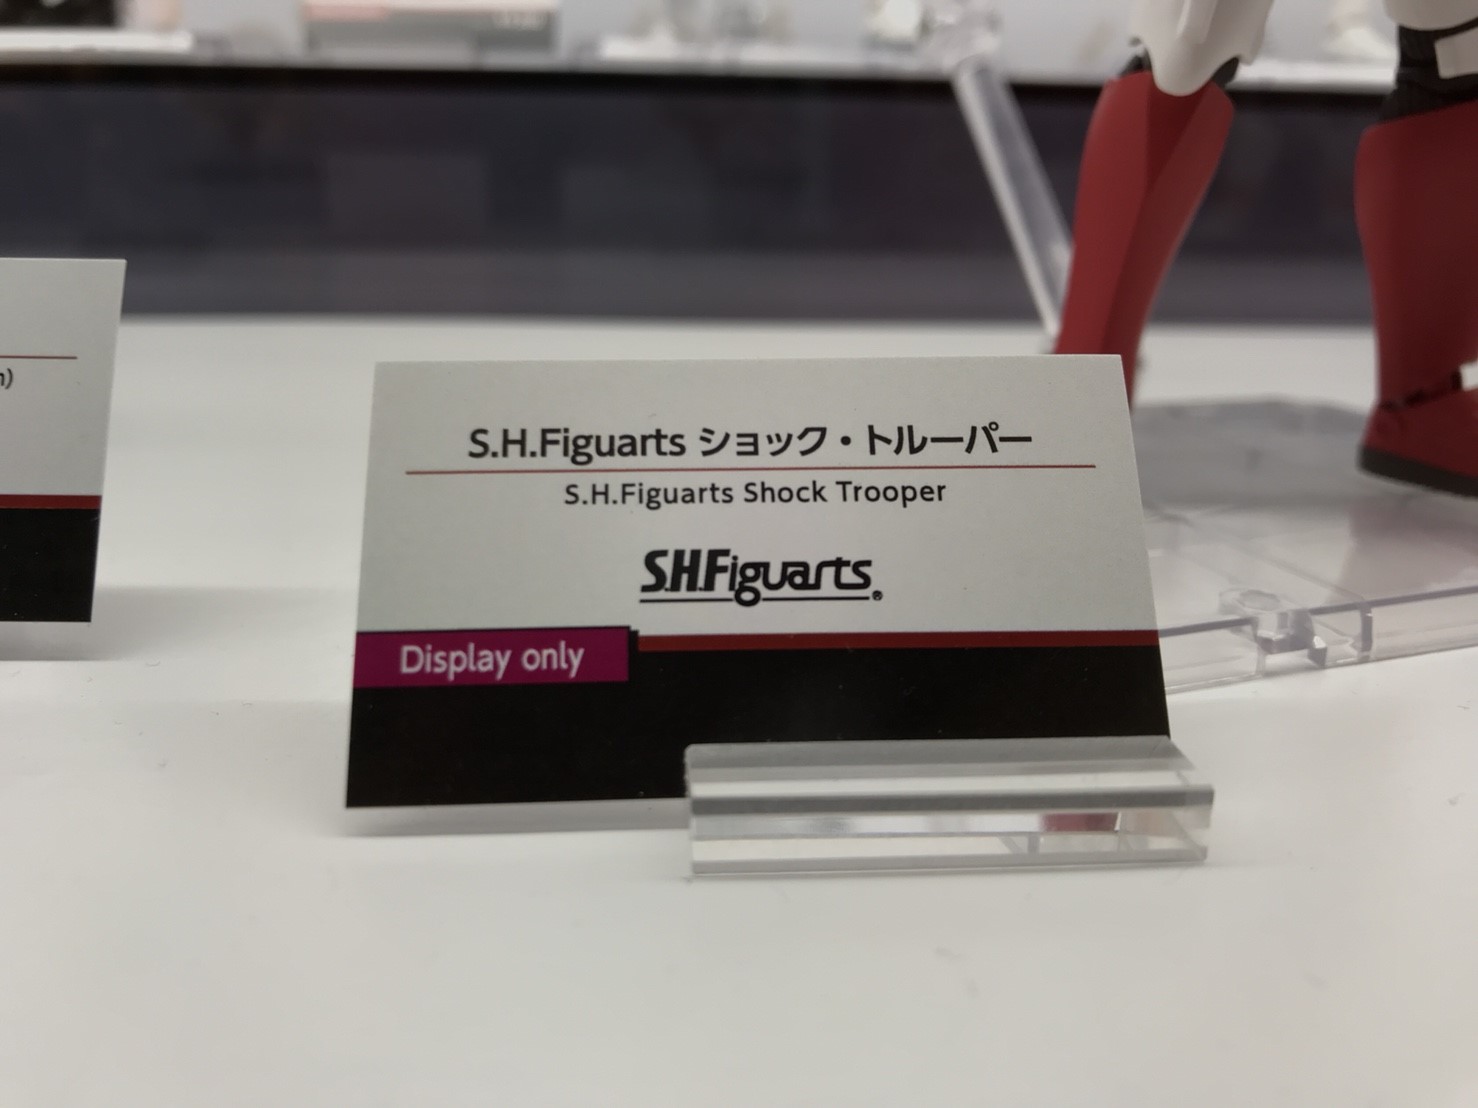 S.H.Figuarts ショック・トルーパー
S.H.Figuarts Shock Trooper
S.H.Figuarts®
Display only